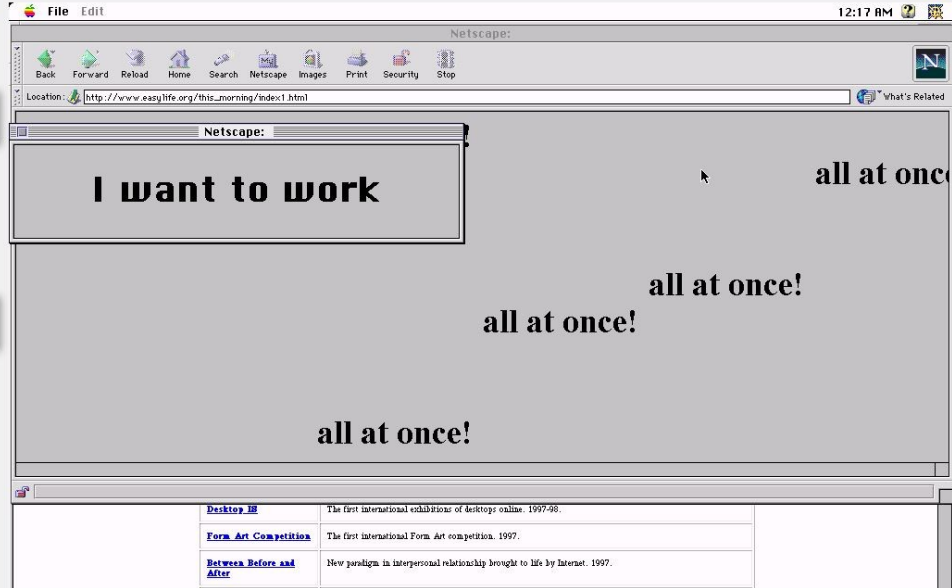 File Edit 12:17 AM
Netscape:
Back Forward Reload Home Search Netscape Images Print Security Stop
N
Location: http://www.easylife.org/this_morning/index1.html What's Related
Netscape:
!
I want to work
all at once
all at once!
all at once!
all at once!
Desktop IS The first international exhibitions of desktops online. 1997-98.
Form Art Competition The first international Form Art competition. 1997.
Between Before and After New paradigm in interpersonal relationship brought to life by Internet. 1997.